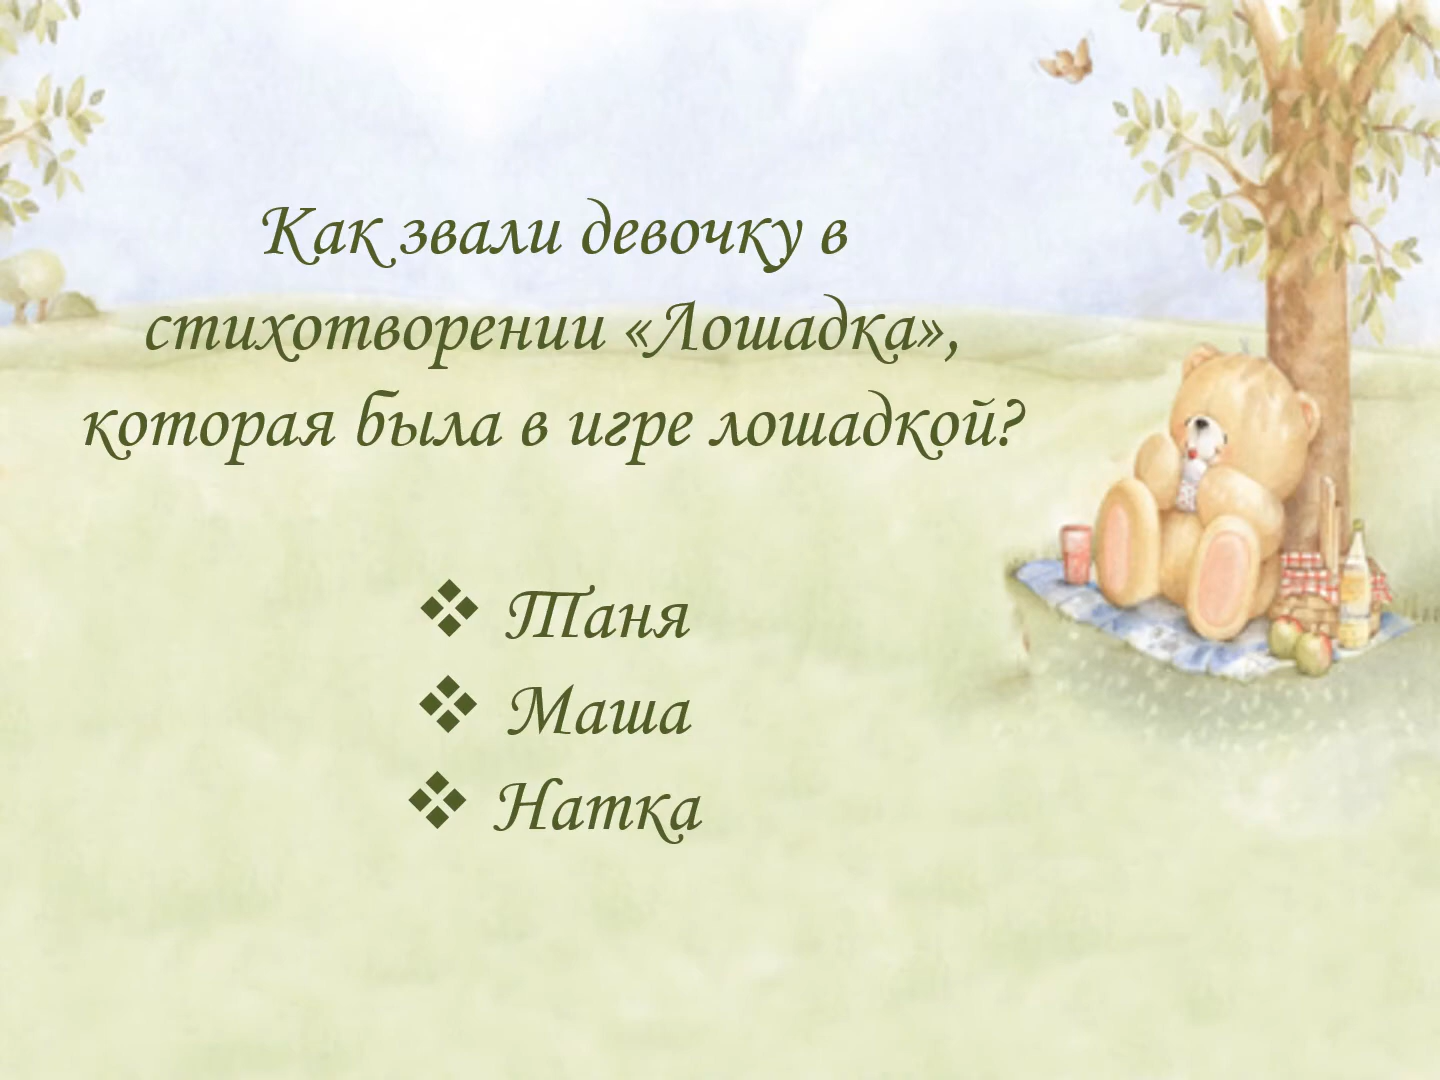 Как звали девочку в
стихотворении «Лошадка»,
которая была в игре лошадкой?
❖ Таня
❖ Маша
❖ Натка